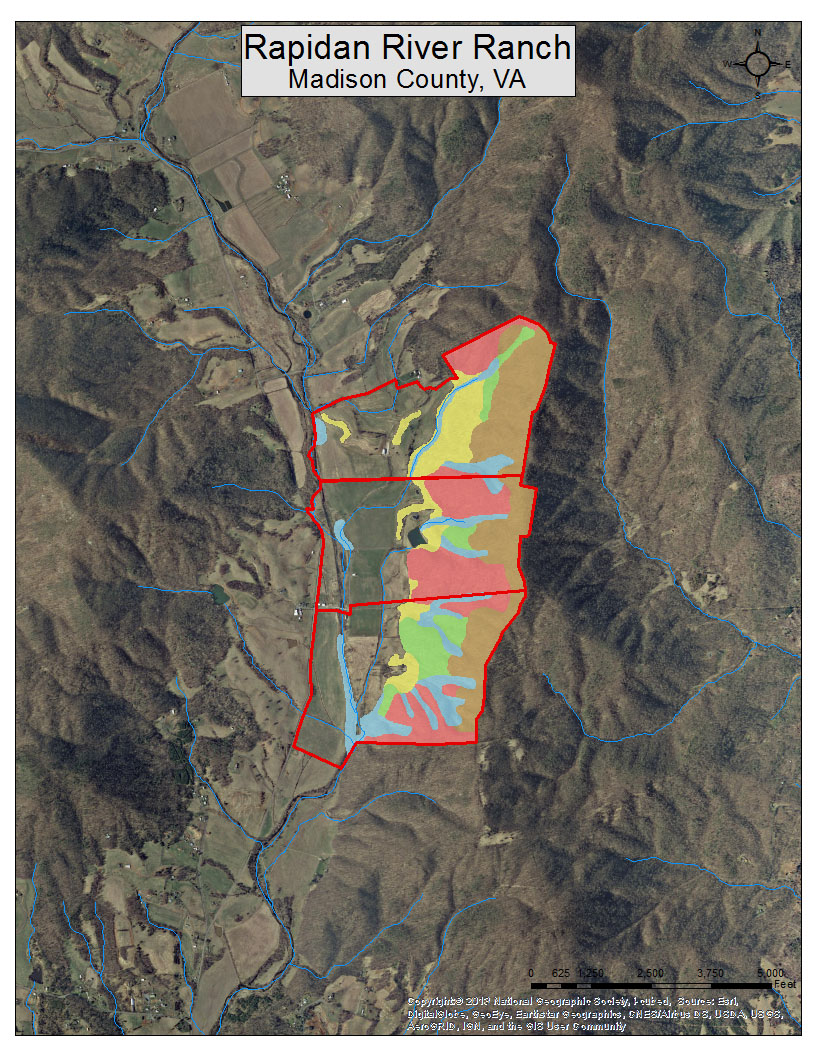 Rapidan River Ranch
Madison County, VA
N
W E
S
0 625 1,250 2,500 3,750 5,000
Feet
Copyright:© 2013 National Geographic Society, i-cubed, Source: Esri,
DigitalGlobe, GeoEye, Earthstar Geographics, CNES/Airbus DS, USDA, USGS,
AeroGRID, IGN, and the GIS User Community